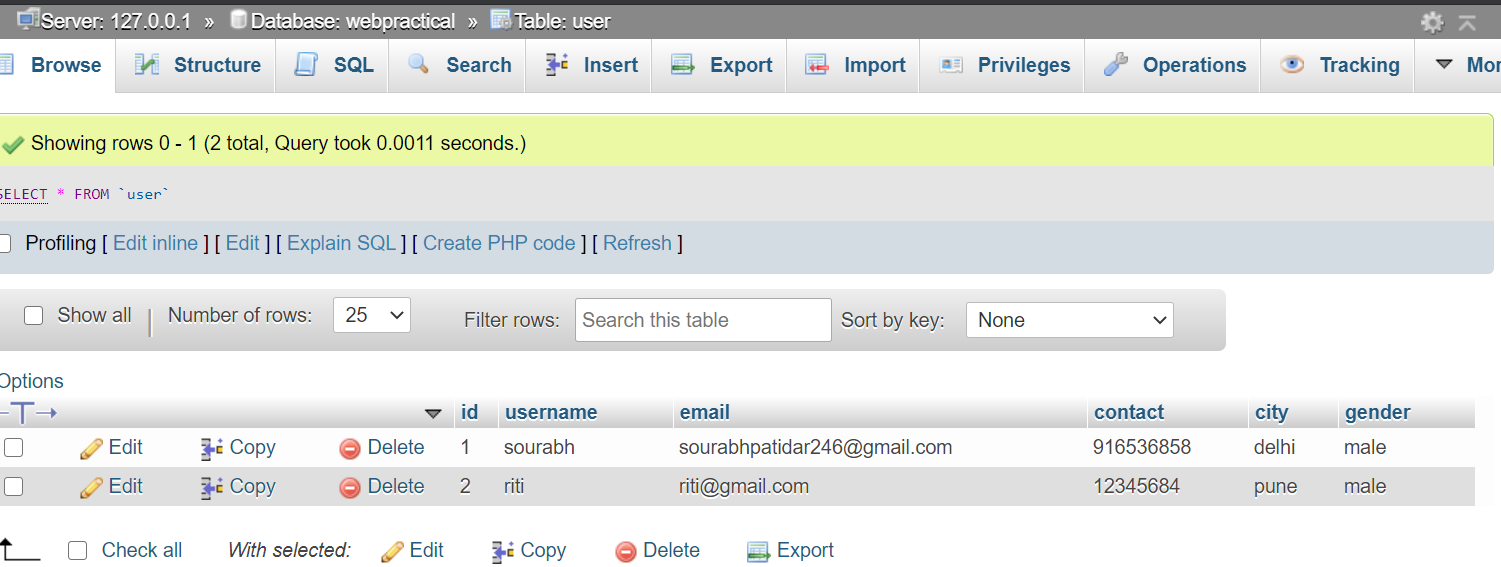 Server: 127.0.0.1 » Database: webpractical » Table: user
Browse Structure SQL Search Insert Export Import Privileges Operations Tracking Mor
Showing rows 0 - 1 (2 total, Query took 0.0011 seconds.)
SELECT * FROM `user`
Profiling [ Edit inline ] [ Edit ] [ Explain SQL ] [ Create PHP code ] [ Refresh ]
Show all | Number of rows: 25 Filter rows: Search this table Sort by key: None
Options
id username email contact city gender
Edit Copy Delete 1 sourabh sourabhpatidar246@gmail.com 916536858 delhi male
Edit Copy Delete 2 riti riti@gmail.com 12345684 pune male
Check all With selected: Edit Copy Delete Export